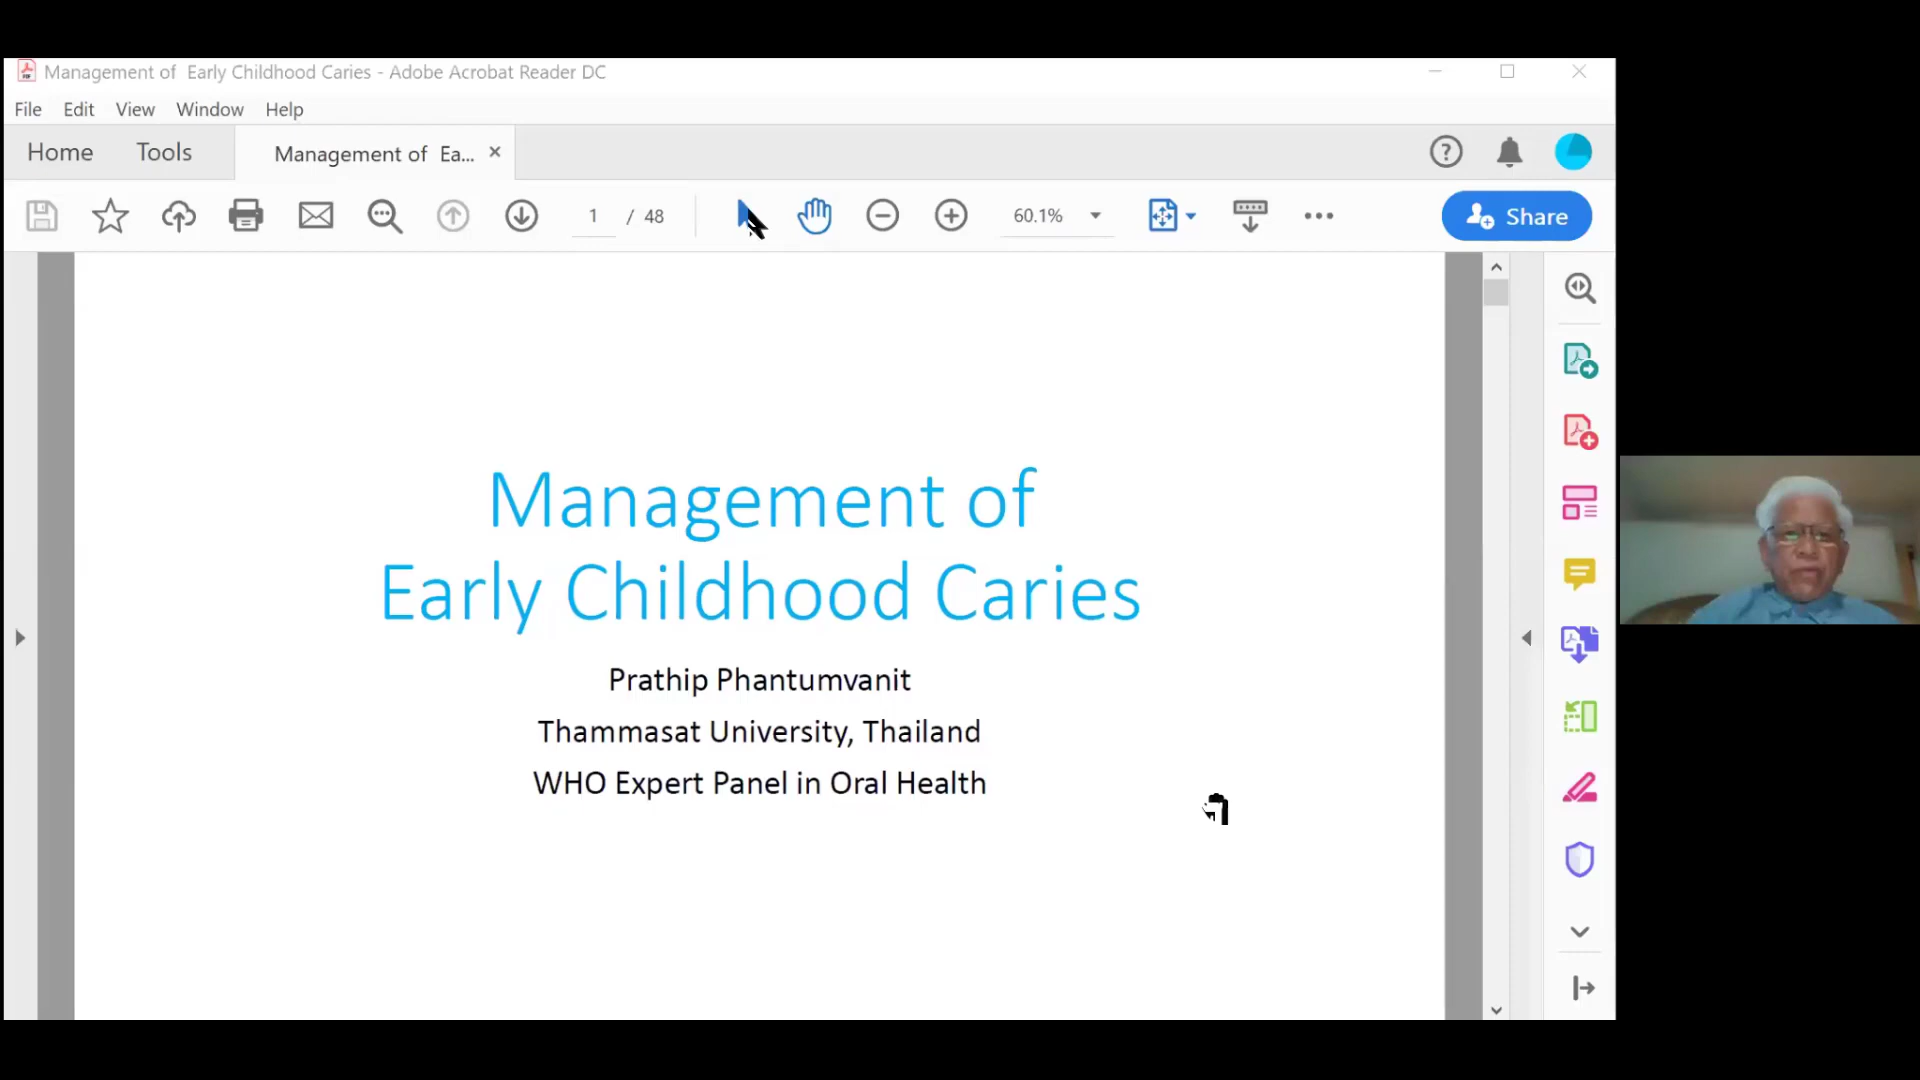 Management of  Early Childhood Caries - Adobe Acrobat Reader DC
File Edit View Window Help
Home Tools Management of  Ea...
1 / 48 60.1% Share
Management of
Early Childhood Caries
Prathip Phantumvanit
Thammasat University, Thailand
WHO Expert Panel in Oral Health